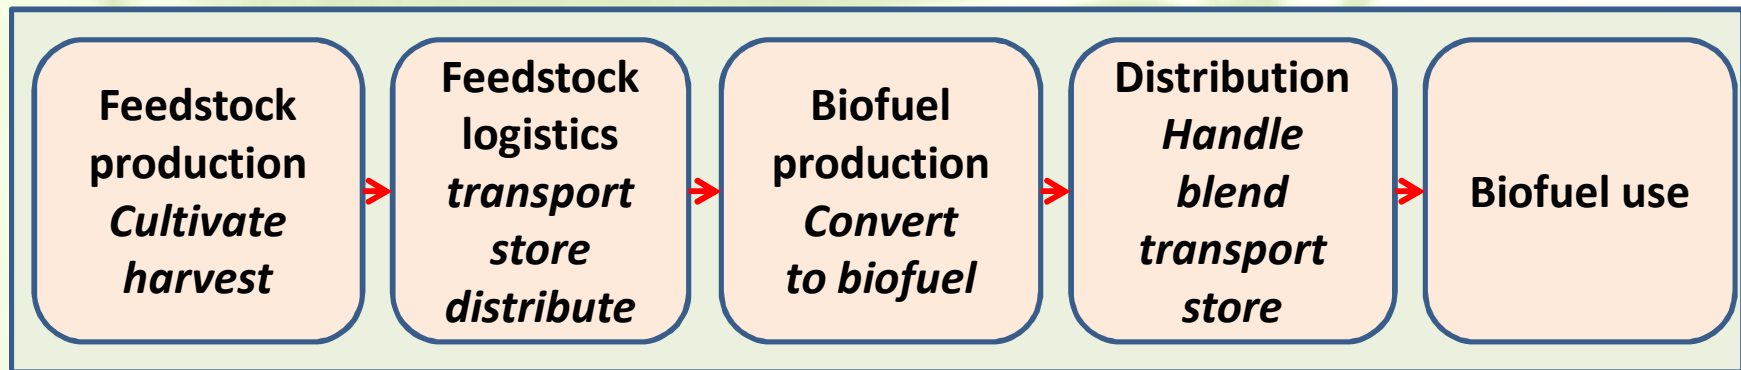 Feedstock
production
Cultivate
harvest
Feedstock
logistics
transport
store
distribute
Biofuel
production
Convert
to biofuel
Distribution
Handle
blend
transport
store
Biofuel use